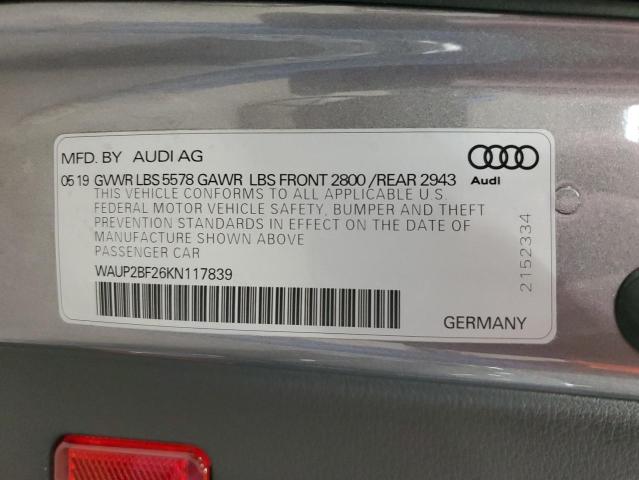 MFD. BY AUDI AG
05 19 GVWR LBS 5578 GAWR LBS FRONT 2800 /REAR 2943
Audi
THIS VEHICLE CONFORMS TO ALL APPLICABLE U.S.
FEDERAL MOTOR VEHICLE SAFETY, BUMPER AND THEFT
PREVENTION STANDARDS IN EFFECT ON THE DATE OF
MANUFACTURE SHOWN ABOVE
PASSENGER CAR
WAUP2BF26KN117839
GERMANY
2152334